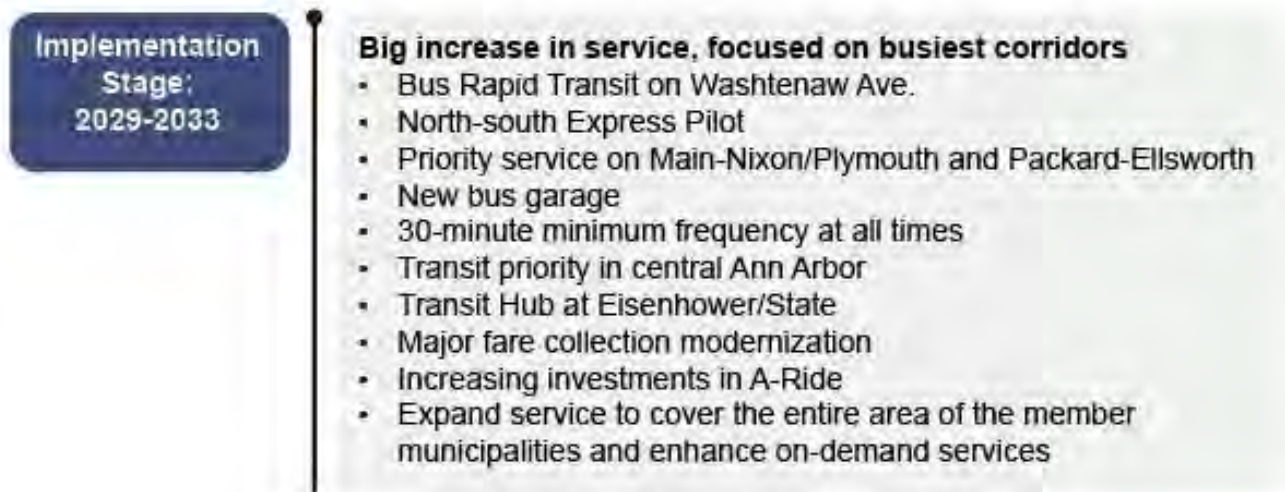 Implementation
Stage:
2029-2033
Big increase in service, focused on busiest corridors
• Bus Rapid Transit on Washtenaw Ave.
• North-south Express Pilot
• Priority service on Main-Nixon/Plymouth and Packard-Ellsworth
• New bus garage
• 30-minute minimum frequency at all times
• Transit priority in central Ann Arbor
• Transit Hub at Eisenhower/State
• Major fare collection modernization
• Increasing investments in A-Ride
• Expand service to cover the entire area of the member
municipalities and enhance on-demand services